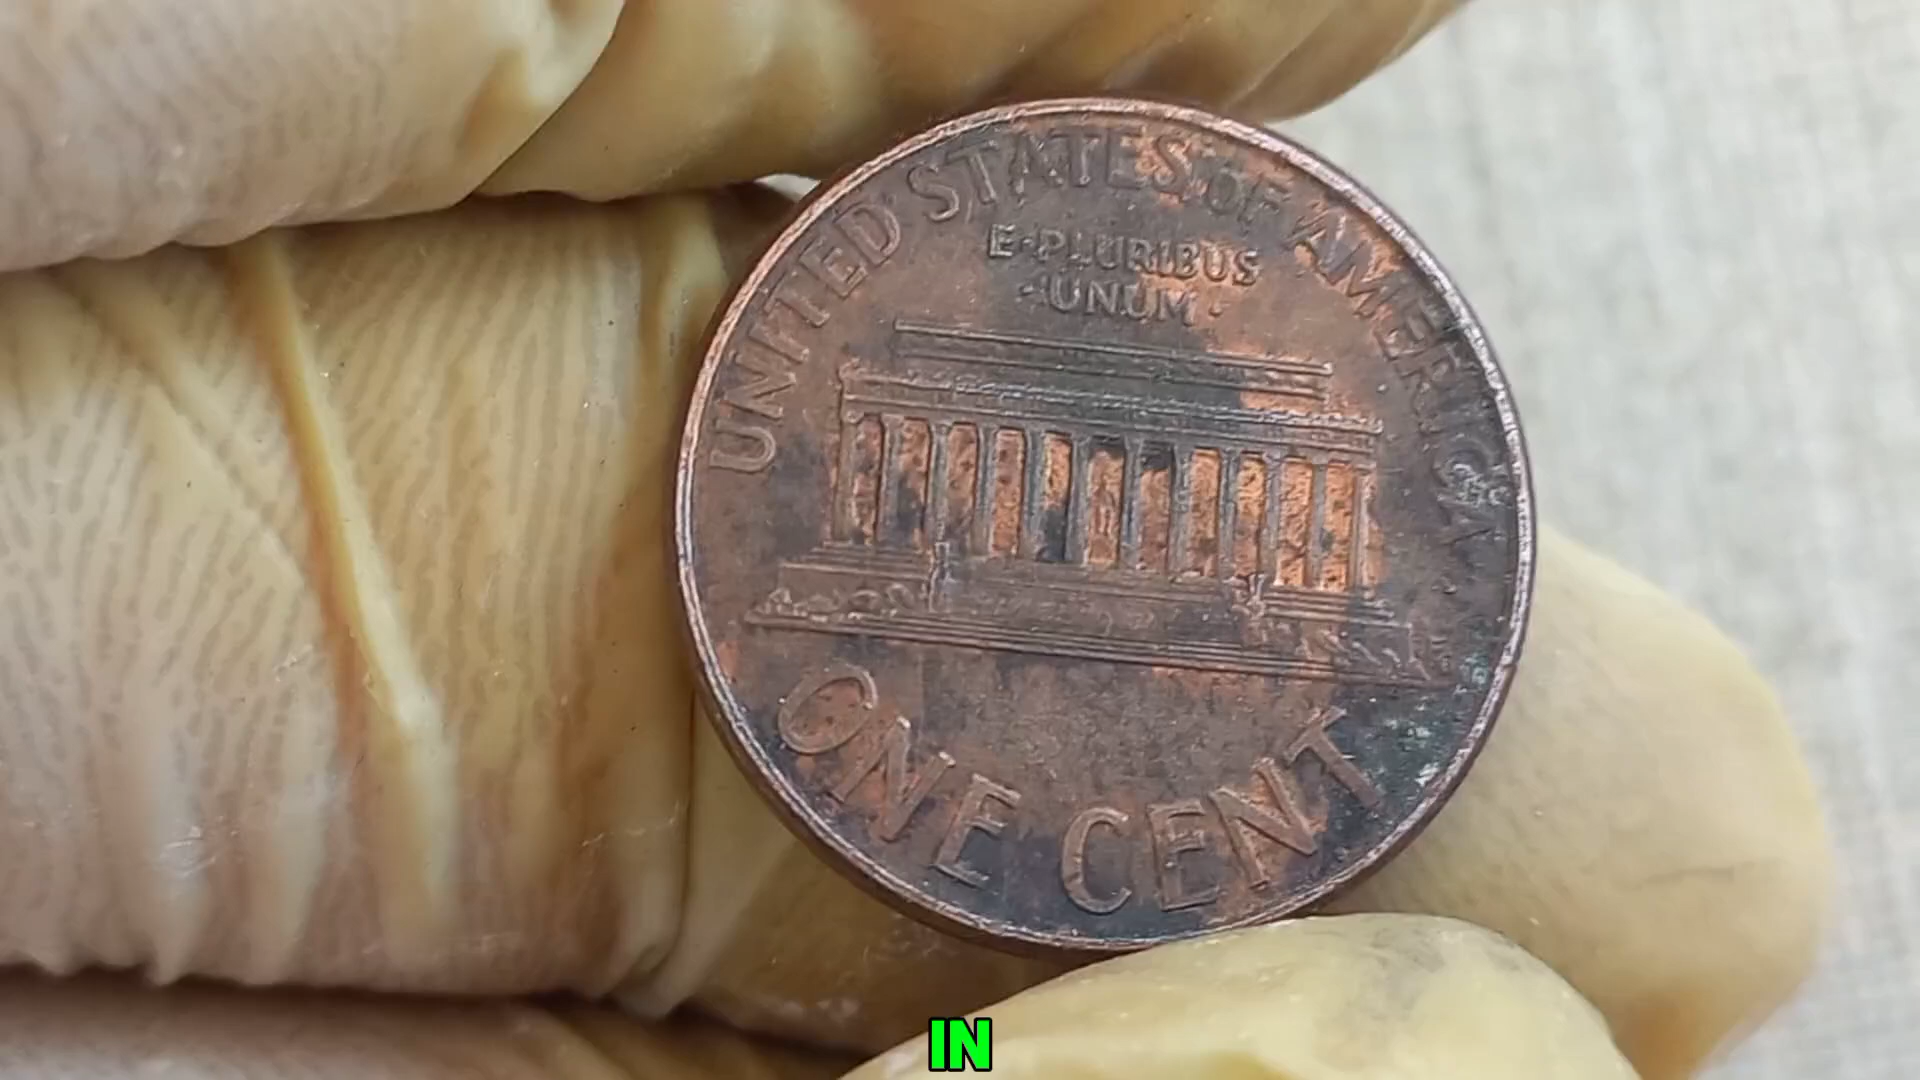 UNITED STATES OF AMERICA
E·PLURIBUS
·UNUM·
ONE CENT
IN